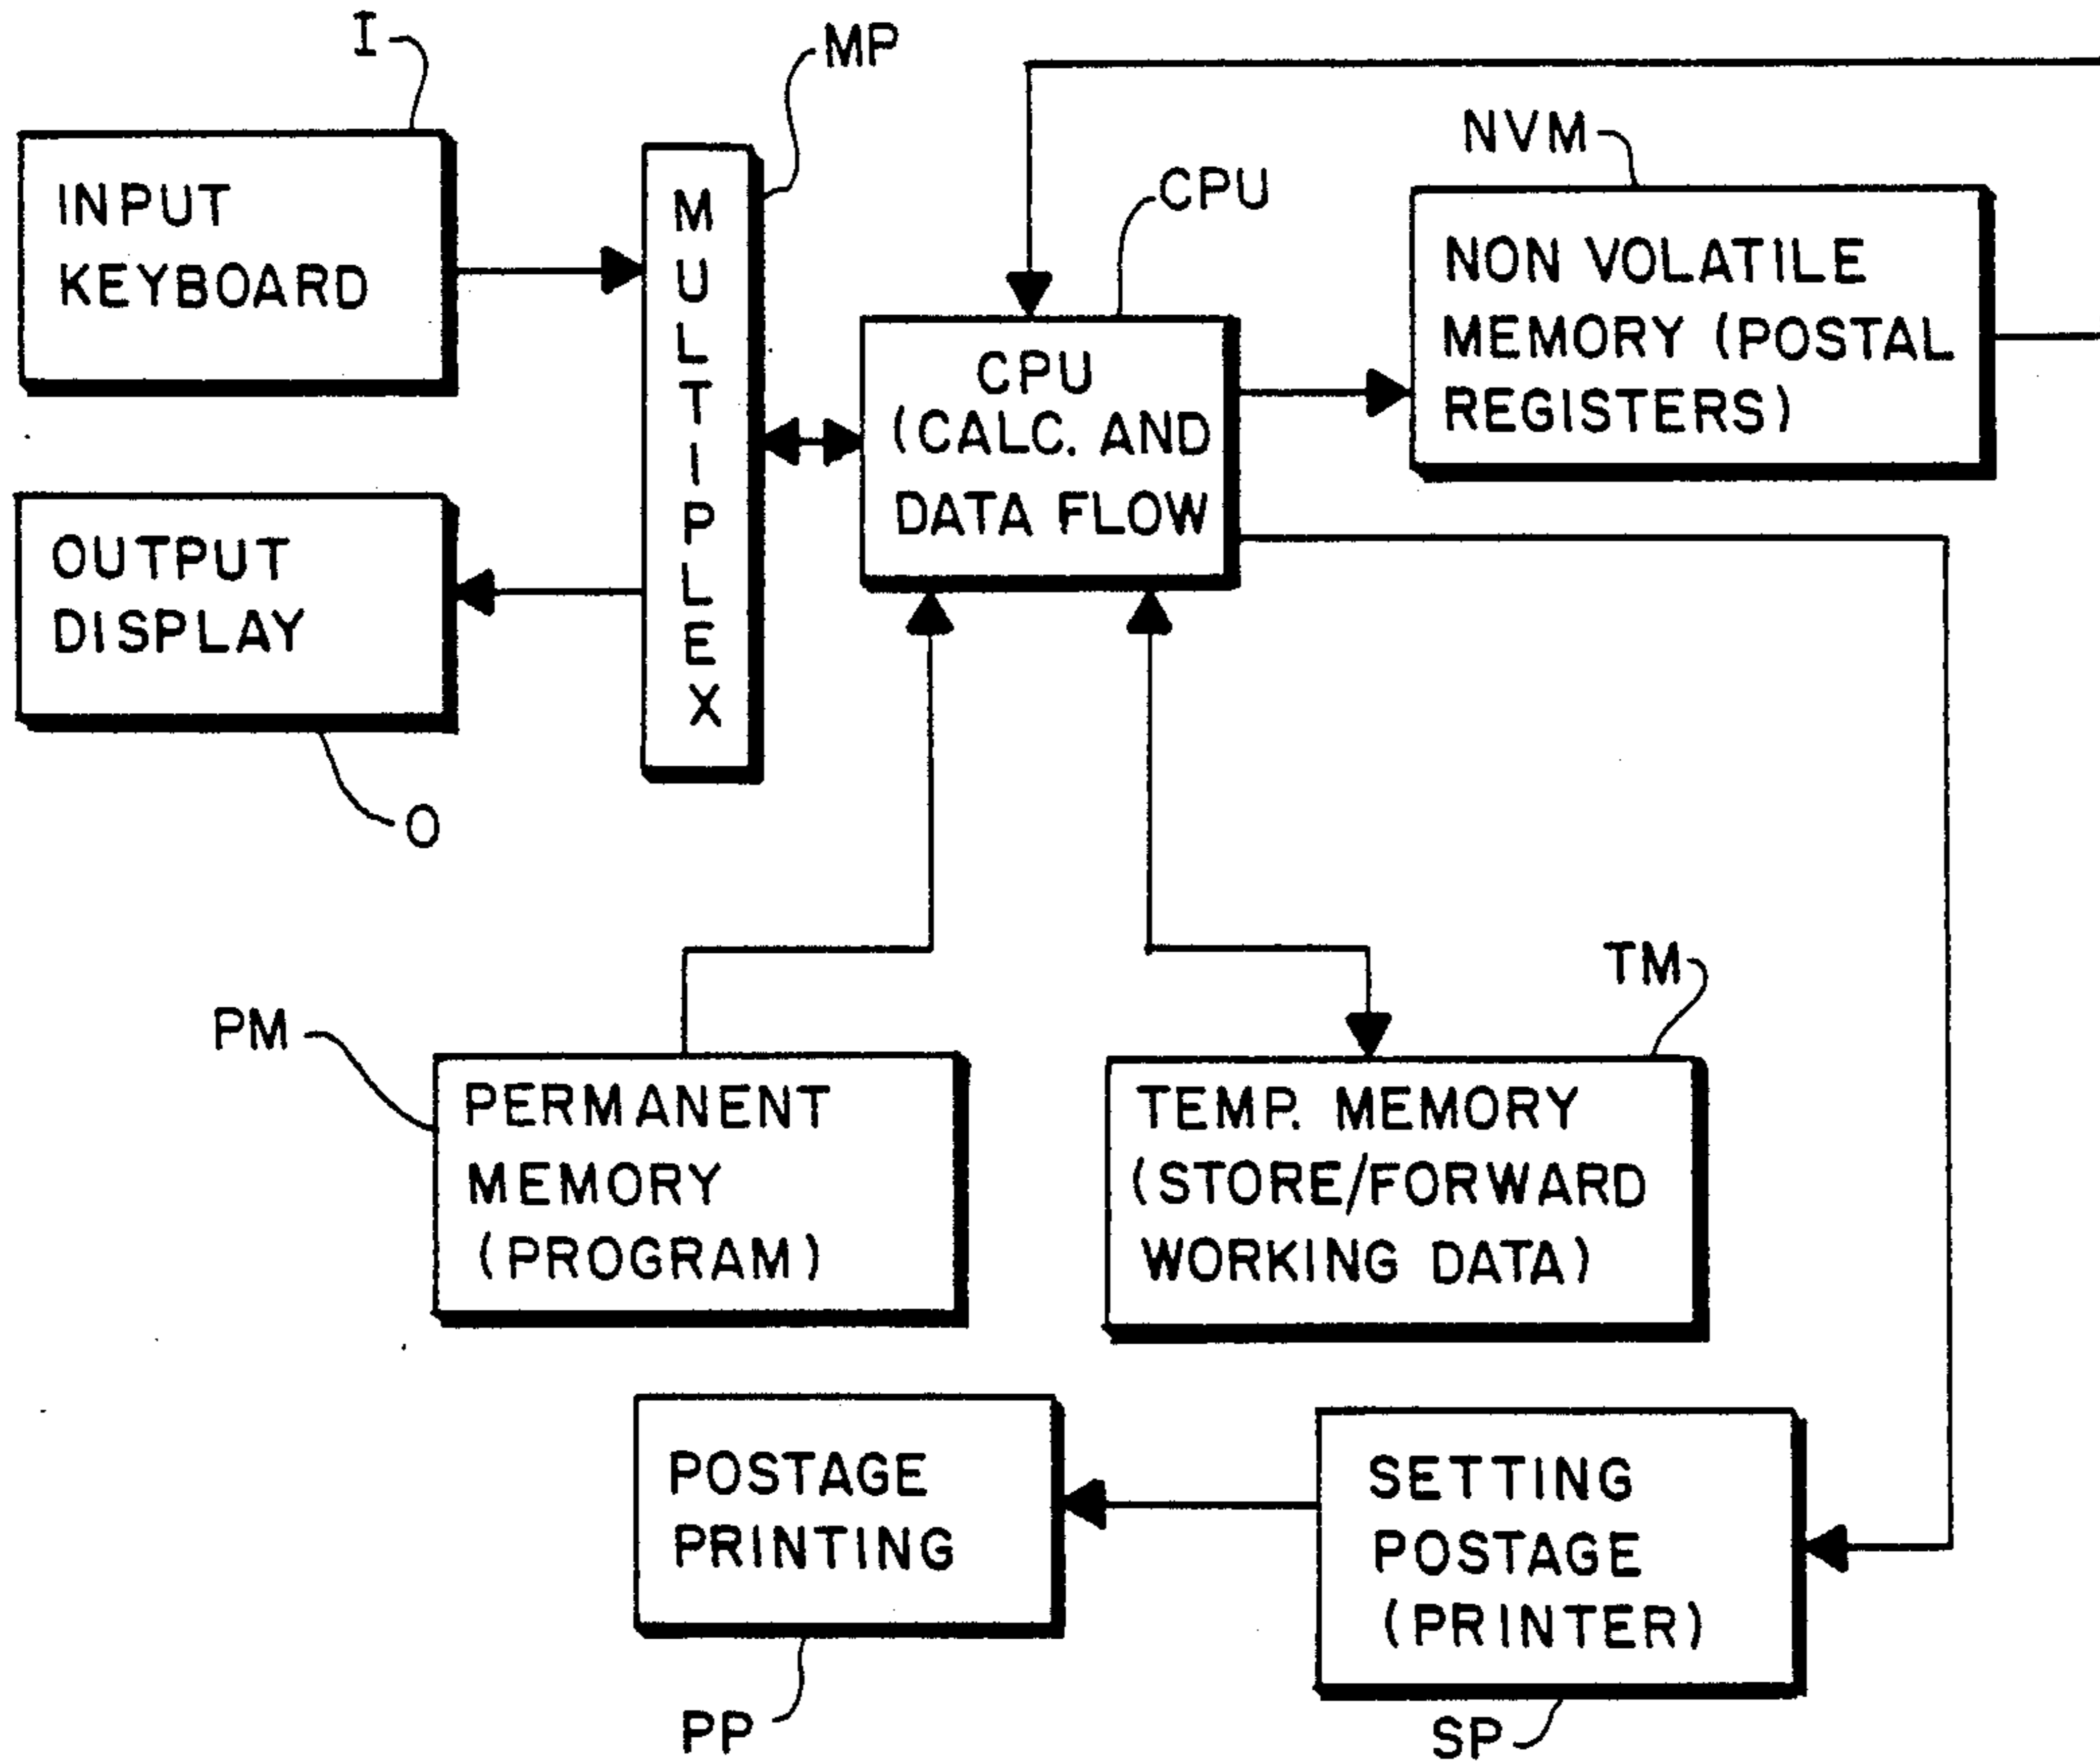 I
MP
NVM
CPU
INPUT
KEYBOARD
MULTIPLEX
CPU
(CALC. AND
DATA FLOW
NON VOLATILE
MEMORY (POSTAL
REGISTERS)
OUTPUT
DISPLAY
O
PM
TM
PERMANENT
MEMORY
(PROGRAM)
TEMP. MEMORY
(STORE/FORWARD
WORKING DATA)
POSTAGE
PRINTING
SETTING
POSTAGE
(PRINTER)
PP
SP